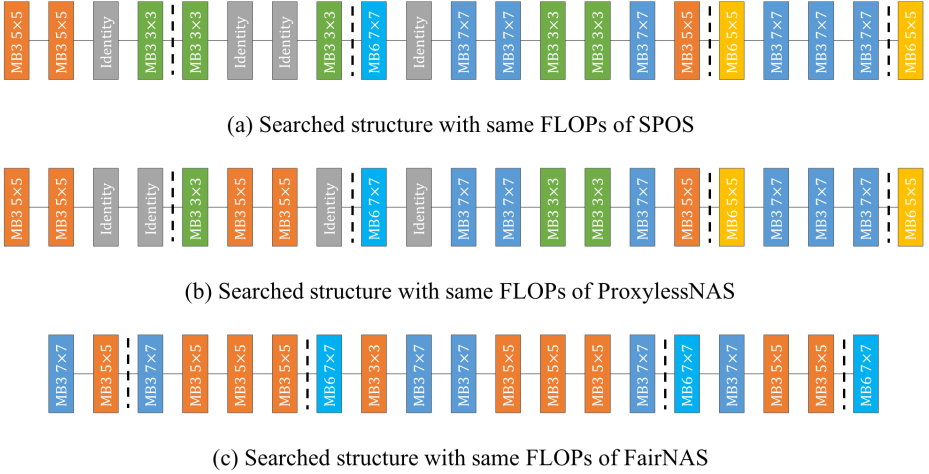 MB3 5×5
MB3 5×5
Identity
MB3 3×3
MB3 3×3
Identity
Identity
MB3 3×3
MB6 7×7
Identity
MB3 7×7
MB3 7×7
MB3 3×3
MB3 3×3
MB3 7×7
MB3 5×5
MB6 5×5
MB3 7×7
MB3 7×7
MB3 7×7
MB6 5×5
(a) Searched structure with same FLOPs of SPOS
MB3 5×5
MB3 5×5
Identity
Identity
MB3 3×3
MB3 5×5
MB3 5×5
Identity
MB6 7×7
Identity
MB3 7×7
MB3 7×7
MB3 3×3
MB3 3×3
MB3 7×7
MB3 5×5
MB6 5×5
MB3 7×7
MB3 7×7
MB3 7×7
MB6 5×5
(b) Searched structure with same FLOPs of ProxylessNAS
MB3 7×7
MB3 5×5
MB3 7×7
MB3 5×5
MB3 5×5
MB3 5×5
MB6 7×7
MB3 3×3
MB3 7×7
MB3 7×7
MB3 5×5
MB3 5×5
MB3 5×5
MB3 7×7
MB6 7×7
MB3 7×7
MB3 5×5
MB3 5×5
MB6 7×7
(c) Searched structure with same FLOPs of FairNAS